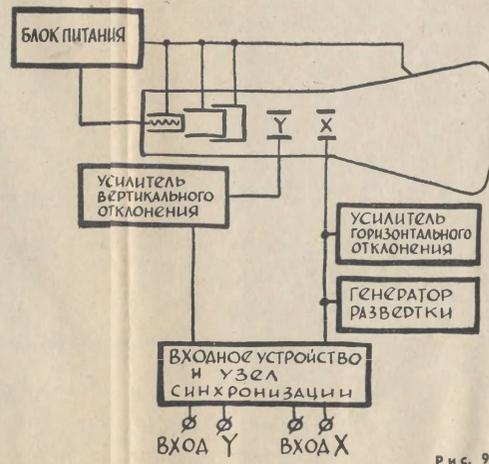 БЛОК ПИТАНИЯ
Y X
УСИЛИТЕЛЬ
ВЕРТИКАЛЬНОГО
ОТКЛОНЕНИЯ
УСИЛИТЕЛЬ
ГОРИЗОНТАЛЬНОГО
ОТКЛОНЕНИЯ
ГЕНЕРАТОР
РАЗВЕРТКИ
ВХОДНОЕ УСТРОЙСТВО
И УЗЕЛ
СИНХРОНИЗАЦИИ
ВХОД Y ВХОД X
Рис. 9